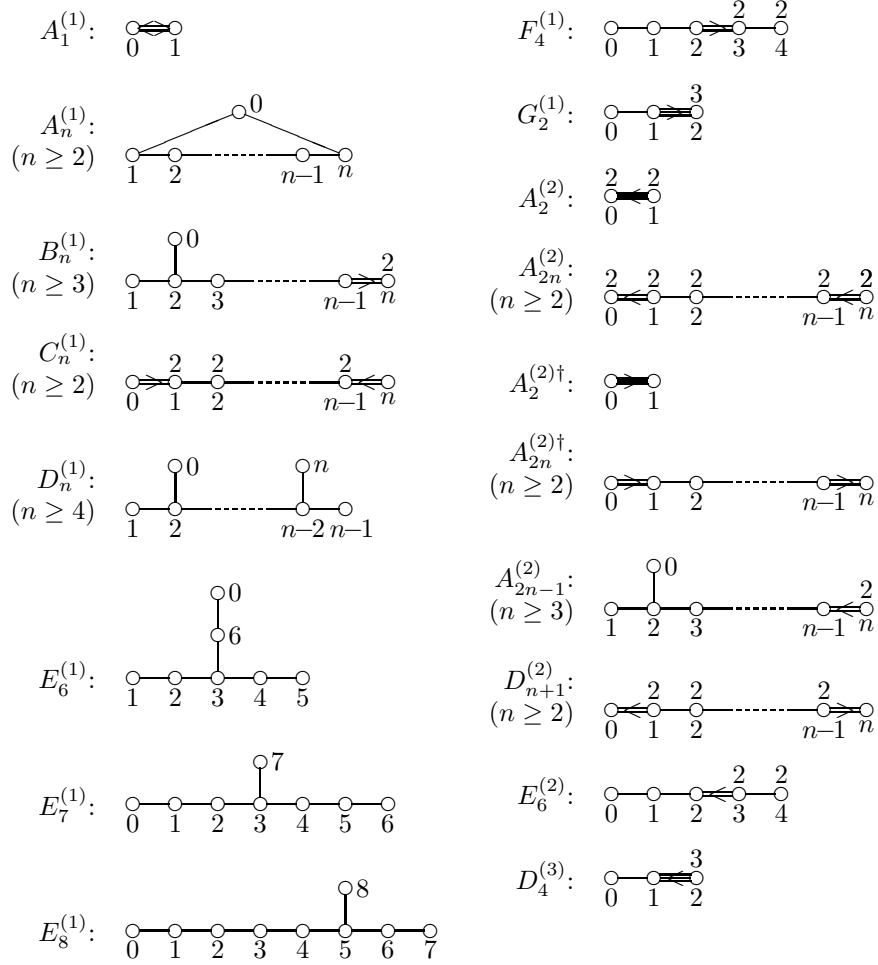 A_1^{(1)}:
0 1
A_n^{(1)}:
(n ≥ 2)
0
1 2 n−1 n
B_n^{(1)}:
(n ≥ 3)
0
2
1 2 3 n−1 n
C_n^{(1)}:
(n ≥ 2)
2 2 2
0 1 2 n−1 n
D_n^{(1)}:
(n ≥ 4)
0 n
1 2 n−2 n−1
E_6^{(1)}:
0
6
1 2 3 4 5
E_7^{(1)}:
7
0 1 2 3 4 5 6
E_8^{(1)}:
8
0 1 2 3 4 5 6 7
F_4^{(1)}:
2 2
0 1 2 3 4
G_2^{(1)}:
3
0 1 2
A_2^{(2)}:
2 2
0 1
A_{2n}^{(2)}:
(n ≥ 2)
2 2 2 2 2
0 1 2 n−1 n
A_2^{(2)†}:
0 1
A_{2n}^{(2)†}:
(n ≥ 2)
0 1 2 n−1 n
A_{2n−1}^{(2)}:
(n ≥ 3)
0
2
1 2 3 n−1 n
D_{n+1}^{(2)}:
(n ≥ 2)
2 2 2
0 1 2 n−1 n
E_6^{(2)}:
2 2
0 1 2 3 4
D_4^{(3)}:
3
0 1 2